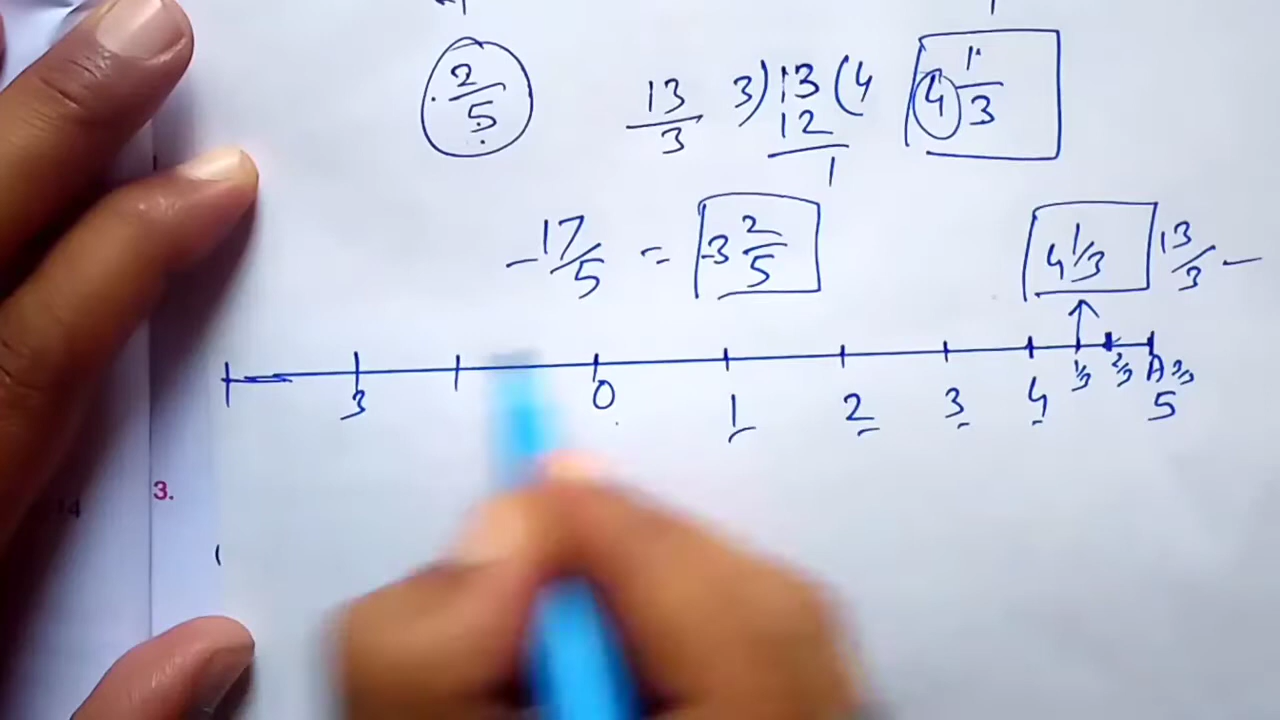 2/5 13/3 3)13(4 4 1/3
12
1
-17/5 = -3 2/5 4 1/3 13/3 -
1/3 2/3 A 3/3
3 0 1 2 3 4 5
3.
14